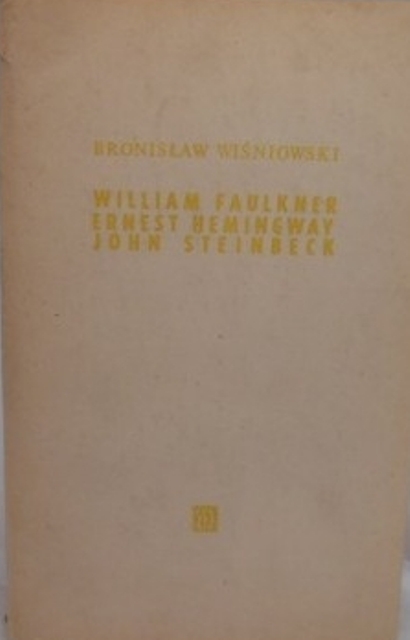 BRONISŁAW WIŚNIOWSKI
WILLIAM FAULKNER
ERNEST HEMINGWAY
JOHN STEINBECK